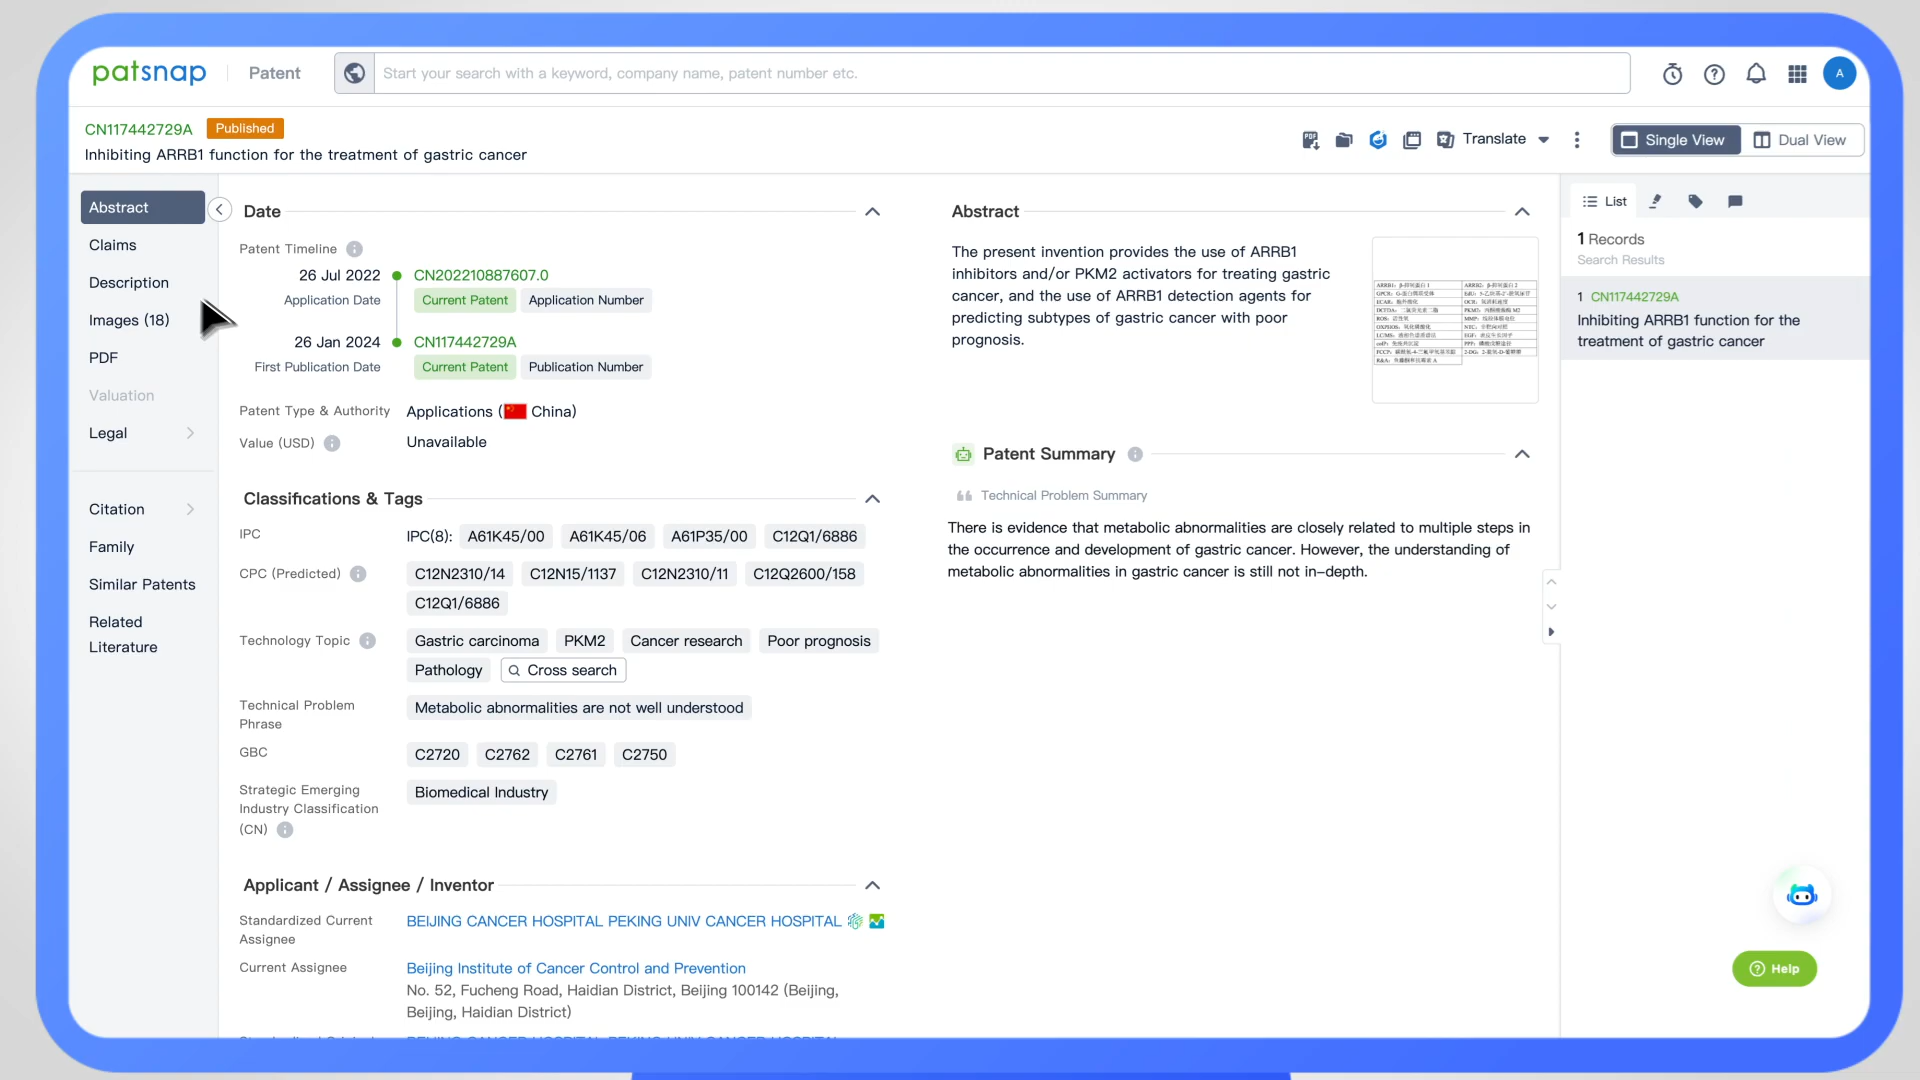 patsnap
Patent
Start your search with a keyword, company name, patent number etc.
A
CN117442729A
Published
Inhibiting ARRB1 function for the treatment of gastric cancer
Translate
Single View
Dual View
Abstract
Claims
Description
Images (18)
PDF
Valuation
Legal
Citation
Family
Similar Patents
Related
Literature
Date
Patent Timeline
26 Jul 2022
CN202210887607.0
Application Date
Current Patent
Application Number
26 Jan 2024
CN117442729A
First Publication Date
Current Patent
Publication Number
Patent Type & Authority
Applications (
China)
Value (USD)
Unavailable
Classifications & Tags
IPC
IPC(8): A61K45/00 A61K45/06 A61P35/00 C12Q1/6886
CPC (Predicted)
C12N2310/14 C12N15/1137 C12N2310/11 C12Q2600/158
C12Q1/6886
Technology Topic
Gastric carcinoma PKM2 Cancer research Poor prognosis
Pathology Cross search
Technical Problem
Phrase
Metabolic abnormalities are not well understood
GBC
C2720 C2762 C2761 C2750
Strategic Emerging
Industry Classification
(CN)
Biomedical Industry
Applicant / Assignee / Inventor
Standardized Current
Assignee
BEIJING CANCER HOSPITAL PEKING UNIV CANCER HOSPITAL
Current Assignee
Beijing Institute of Cancer Control and Prevention
No. 52, Fucheng Road, Haidian District, Beijing 100142 (Beijing,
Beijing, Haidian District)
Abstract
The present invention provides the use of ARRB1
inhibitors and/or PKM2 activators for treating gastric
cancer, and the use of ARRB1 detection agents for
predicting subtypes of gastric cancer with poor
prognosis.
Patent Summary
Technical Problem Summary
There is evidence that metabolic abnormalities are closely related to multiple steps in
the occurrence and development of gastric cancer. However, the understanding of
metabolic abnormalities in gastric cancer is still not in-depth.
List
1 Records
Search Results
1 CN117442729A
Inhibiting ARRB1 function for the
treatment of gastric cancer
Help